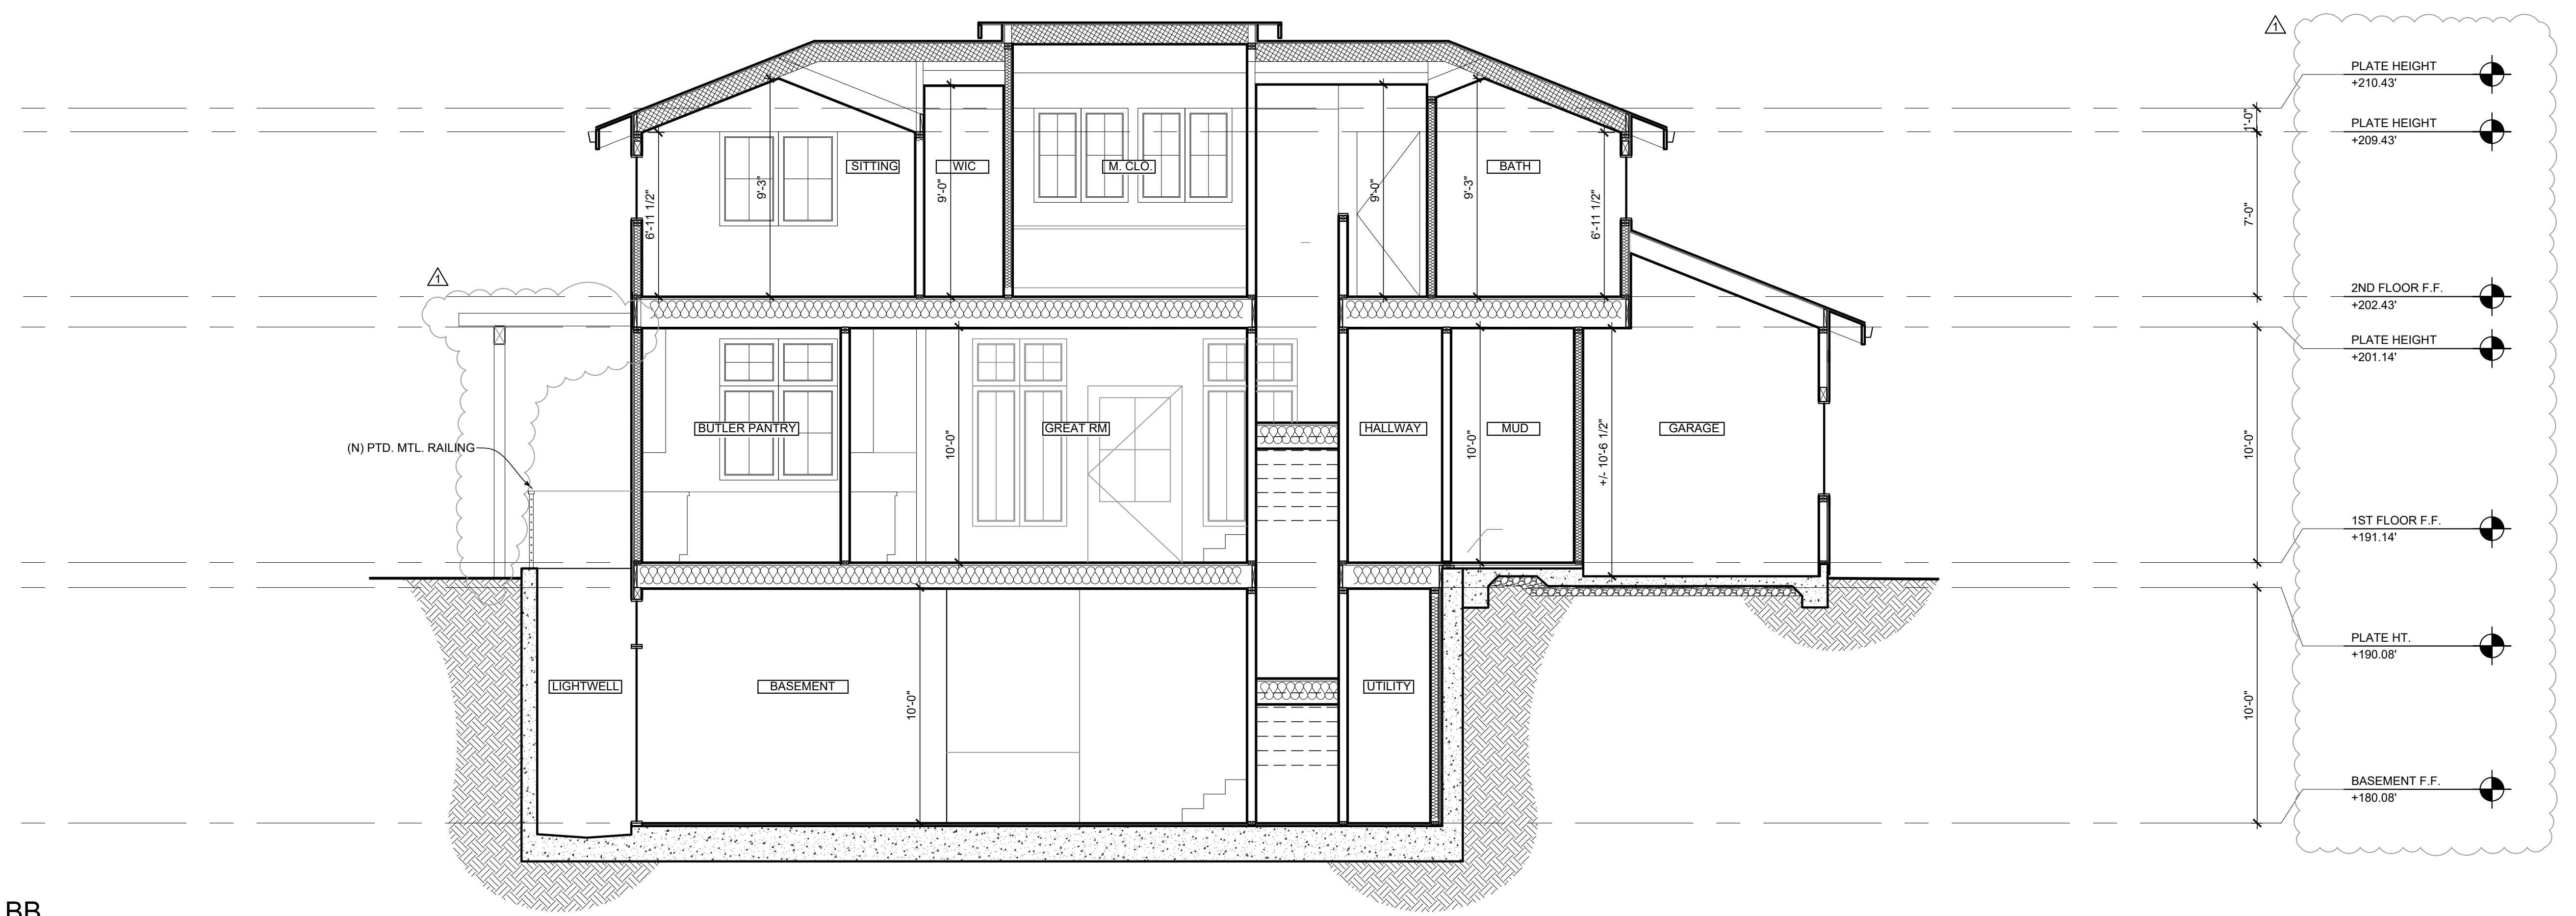 1
PLATE HEIGHT
+210.43'
1'-0"
PLATE HEIGHT
+209.43'
SITTING
WIC
M. CLO.
BATH
6'-11 1/2"
9'-3"
9'-0"
9'-0"
9'-3"
6'-11 1/2"
7'-0"
1
2ND FLOOR F.F.
+202.43'
PLATE HEIGHT
+201.14'
BUTLER PANTRY
GREAT RM
HALLWAY
MUD
GARAGE
(N) PTD. MTL. RAILING
10'-0"
10'-0"
+/- 10'-6 1/2"
10'-0"
1ST FLOOR F.F.
+191.14'
PLATE HT.
+190.08'
LIGHTWELL
BASEMENT
UTILITY
10'-0"
10'-0"
BASEMENT F.F.
+180.08'
BB